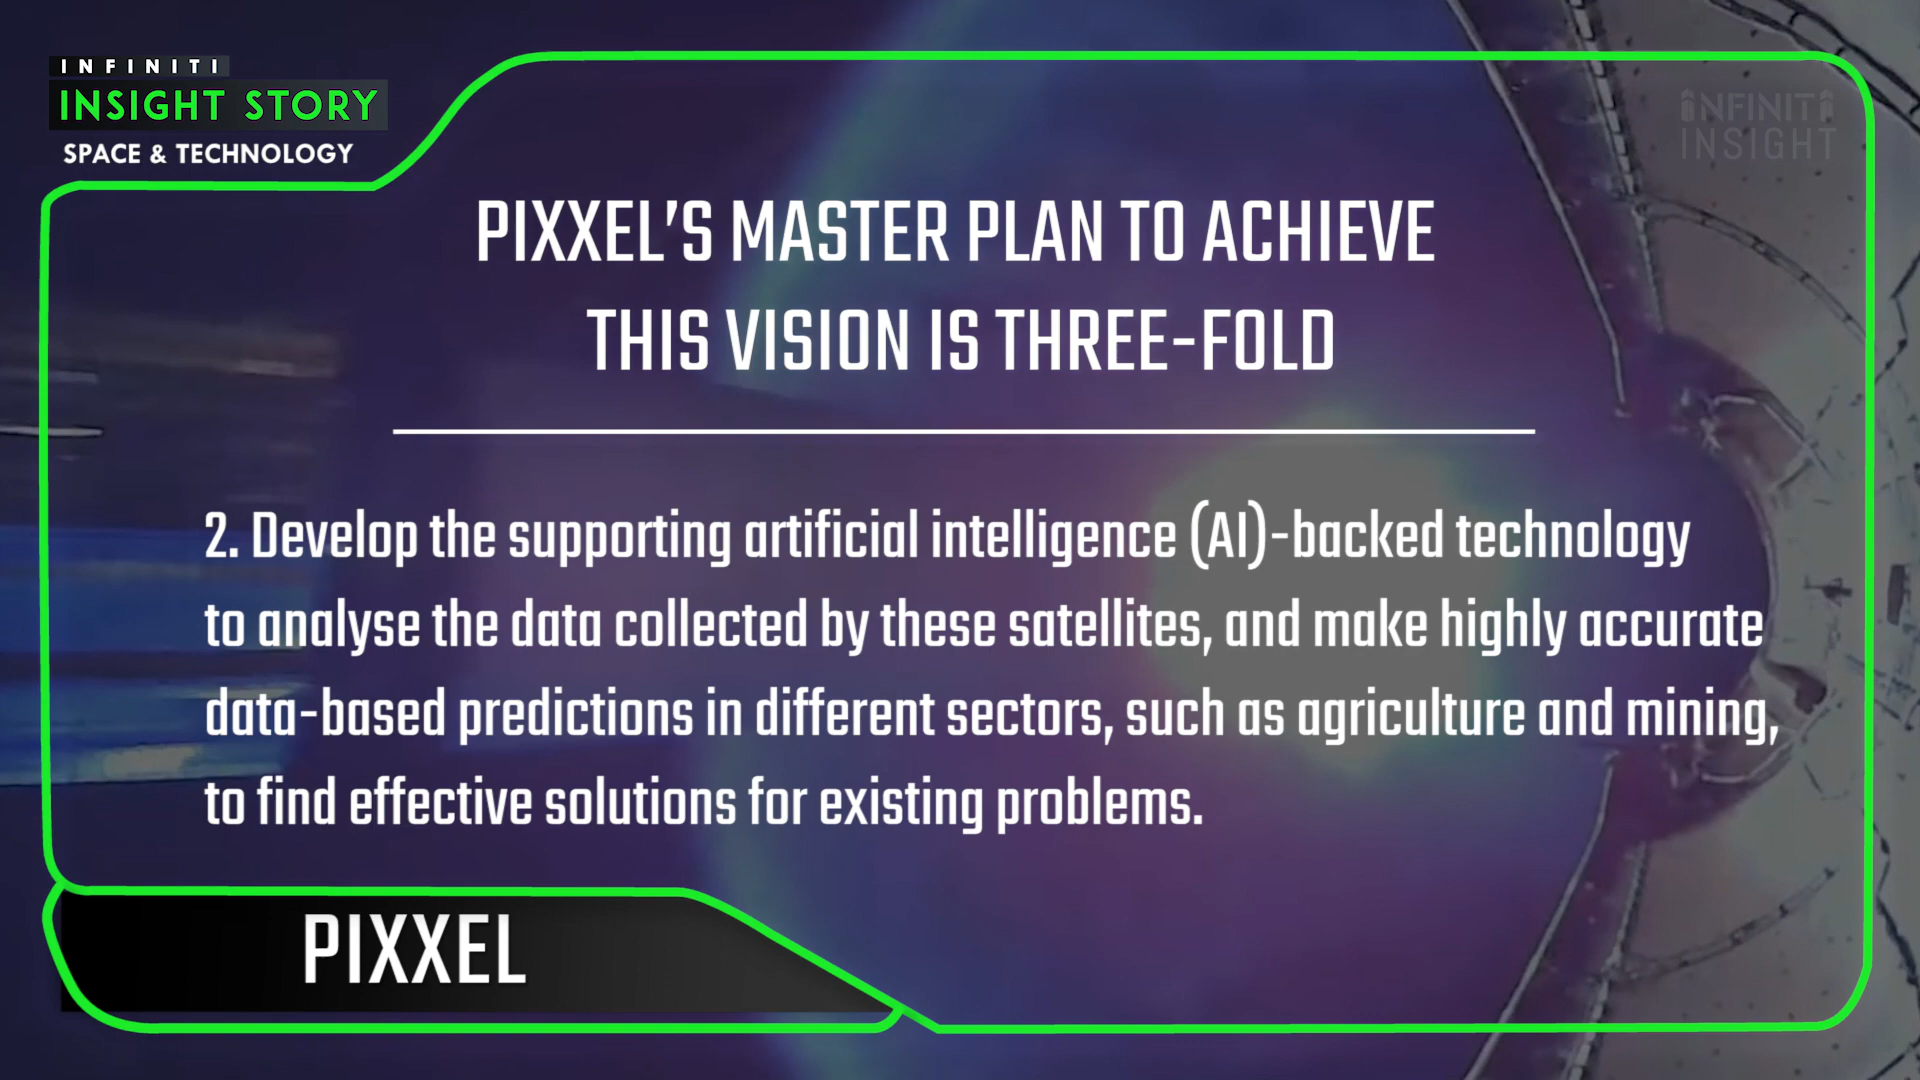 INFINITI
INSIGHT STORY
SPACE & TECHNOLOGY
INFINITI
INSIGHT
PIXXEL'S MASTER PLAN TO ACHIEVE
THIS VISION IS THREE-FOLD
2. Develop the supporting artificial intelligence (AI)-backed technology
to analyse the data collected by these satellites, and make highly accurate
data-based predictions in different sectors, such as agriculture and mining,
to find effective solutions for existing problems.
PIXXEL